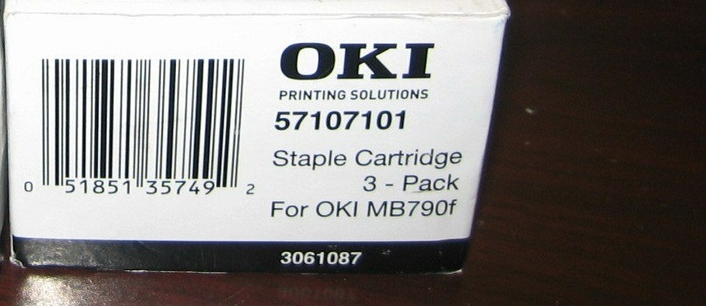 OKI
PRINTING SOLUTIONS
57107101
Staple Cartridge
3 - Pack
For OKI MB790f
0 51851 35749 2
3061087